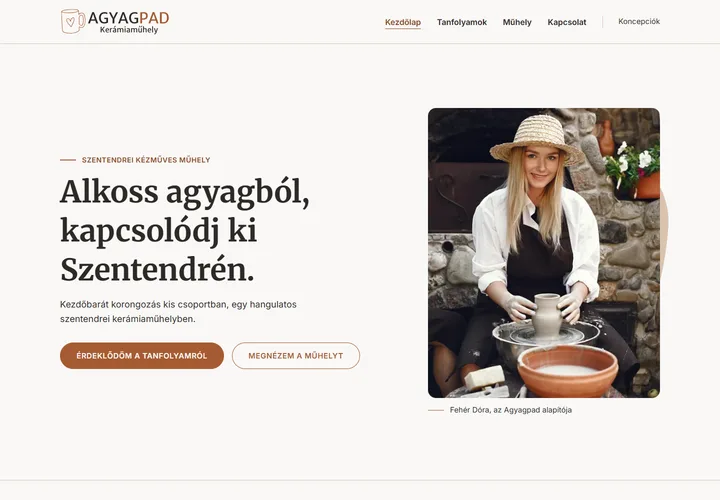 AGYAGPAD
Kerámiaműhely
Kezdőlap
Tanfolyamok
Műhely
Kapcsolat
Koncepciók
SZENTENDREI KÉZMŰVES MŰHELY
Alkoss agyagból,
kapcsolódj ki
Szentendrén.
Kezdőbarát korongozás kis csoportban, egy hangulatos
szentendrei kerámiaműhelyben.
ÉRDEKLŐDÖM A TANFOLYAMRÓL
MEGNÉZEM A MŰHELYT
Fehér Dóra, az Agyagpad alapítója